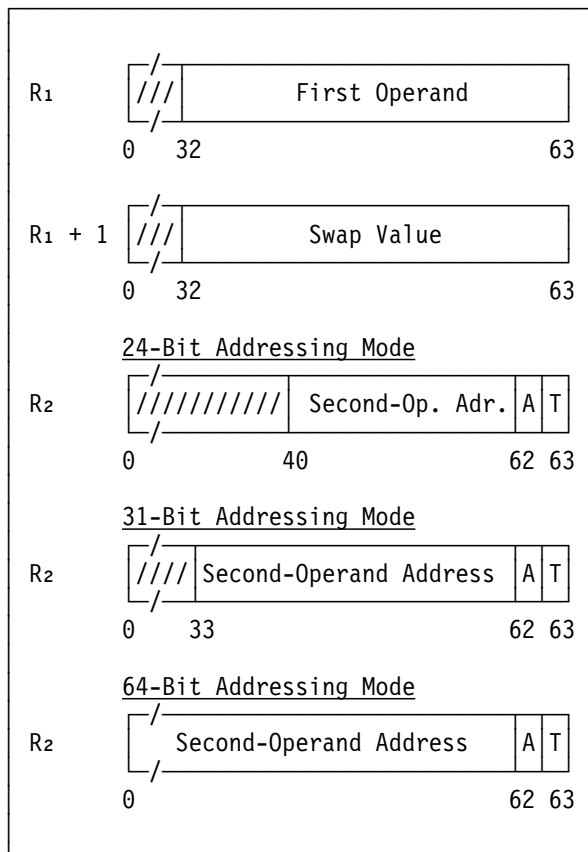 R₁ /// First Operand
0 32 63
R₁ + 1 /// Swap Value
0 32 63
24-Bit Addressing Mode
R₂ /////////// Second-Op. Adr. A T
0 40 62 63
31-Bit Addressing Mode
R₂ //// Second-Operand Address A T
0 33 62 63
64-Bit Addressing Mode
R₂ Second-Operand Address A T
0 62 63